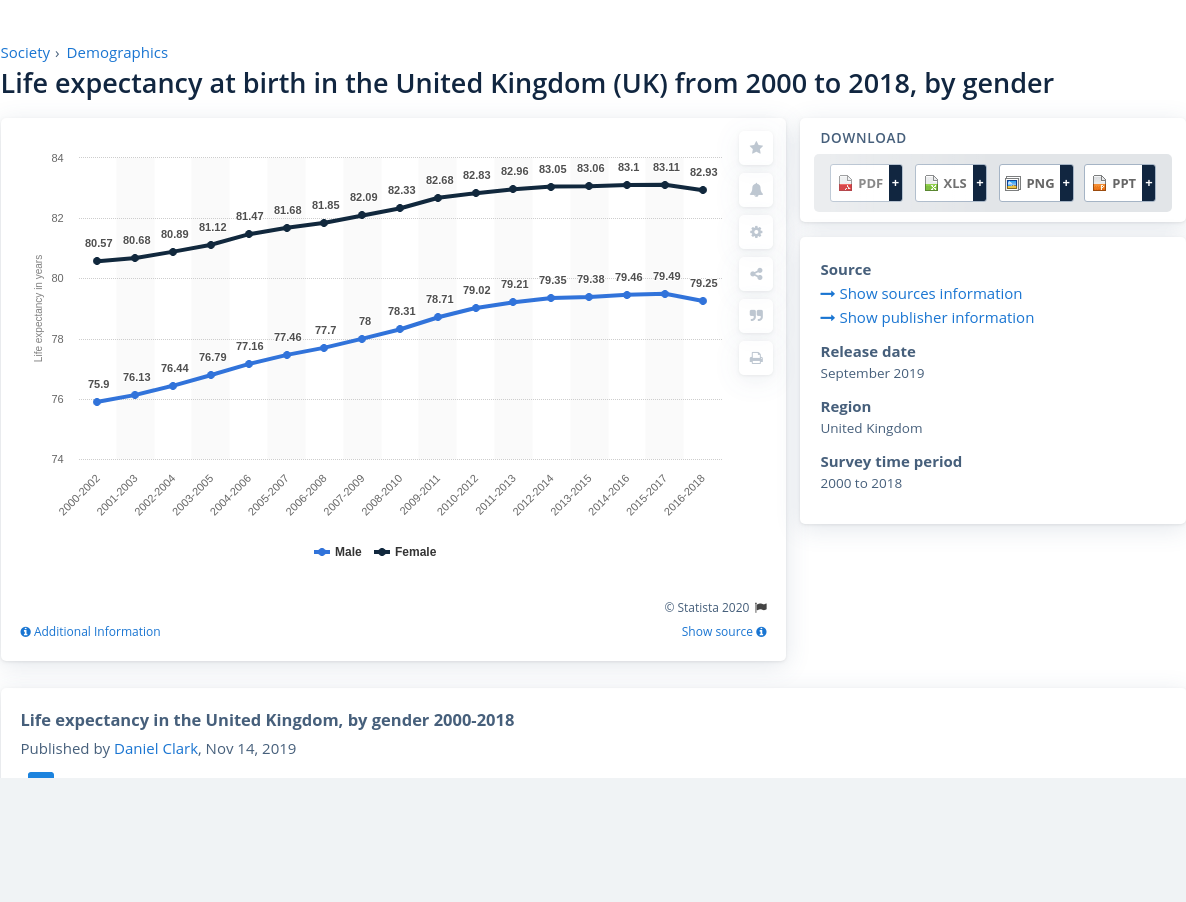 Society › Demographics
Life expectancy at birth in the United Kingdom (UK) from 2000 to 2018, by gender
84
82
80
78
76
74
Life expectancy in years
80.57 80.68 80.89 81.12 81.47 81.68 81.85 82.09 82.33 82.68 82.83 82.96 83.05 83.06 83.1 83.11 82.93
75.9 76.13 76.44 76.79 77.16 77.46 77.7 78 78.31 78.71 79.02 79.21 79.35 79.38 79.46 79.49 79.25
2000-2002 2001-2003 2002-2004 2003-2005 2004-2006 2005-2007 2006-2008 2007-2009 2008-2010 2009-2011 2010-2012 2011-2013 2012-2014 2013-2015 2014-2016 2015-2017 2016-2018
Male Female
© Statista 2020
Additional Information
Show source
DOWNLOAD
PDF + XLS + PNG + PPT +
Source
Show sources information
Show publisher information
Release date
September 2019
Region
United Kingdom
Survey time period
2000 to 2018
Life expectancy in the United Kingdom, by gender 2000-2018
Published by Daniel Clark, Nov 14, 2019